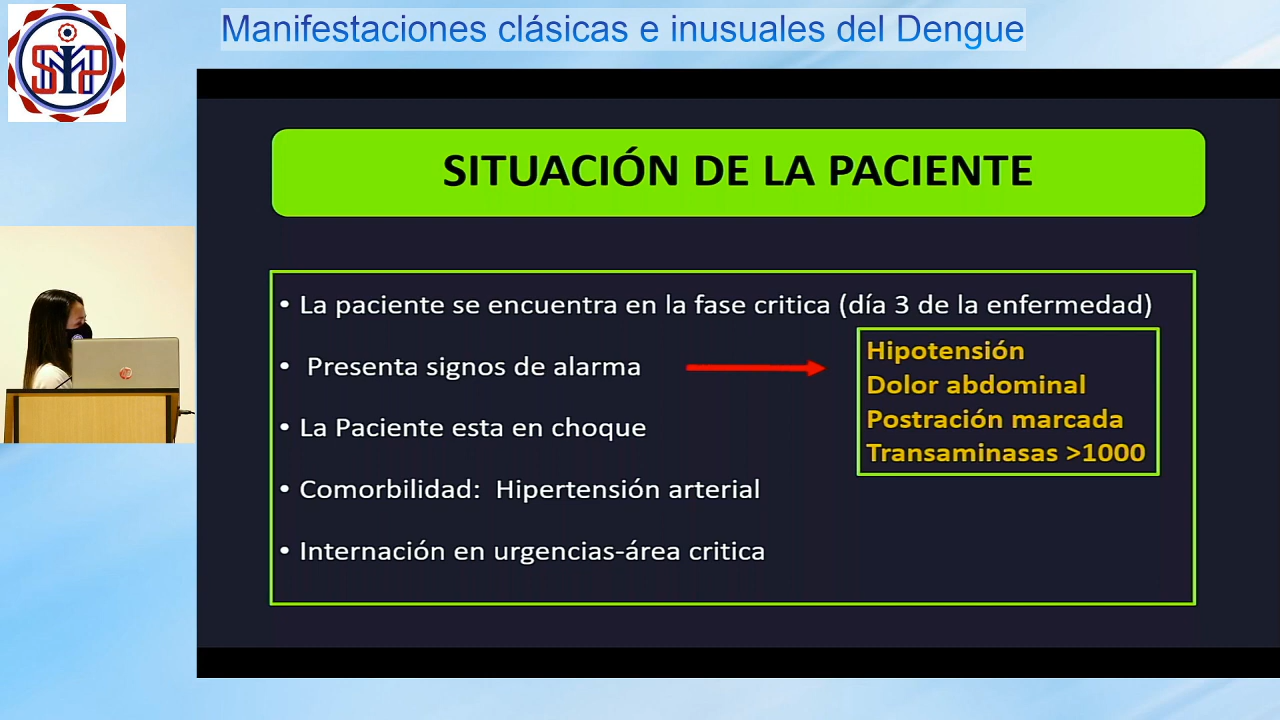 Manifestaciones clásicas e inusuales del Dengue
SMP
SITUACIÓN DE LA PACIENTE
• La paciente se encuentra en la fase critica (día 3 de la enfermedad)
• Presenta signos de alarma
Hipotensión
Dolor abdominal
Postración marcada
Transaminasas >1000
• La Paciente esta en choque
• Comorbilidad: Hipertensión arterial
• Internación en urgencias-área critica